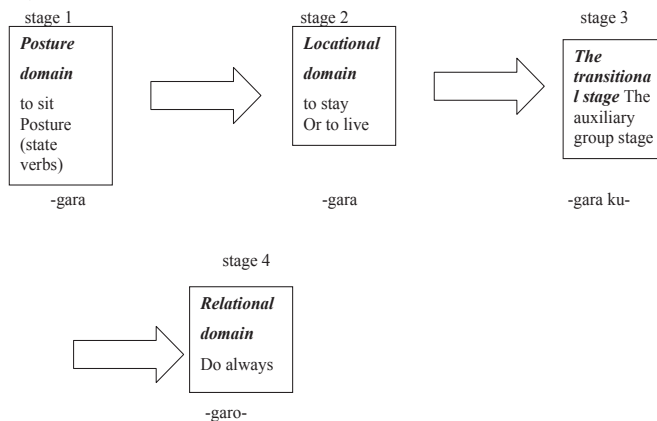 stage 1
Posture
domain
to sit
Posture
(state
verbs)
-gara
stage 2
Locational
domain
to stay
Or to live
-gara
stage 3
The
transitiona
l stage The
auxiliary
group stage
-gara ku-
stage 4
Relational
domain
Do always
-garo-